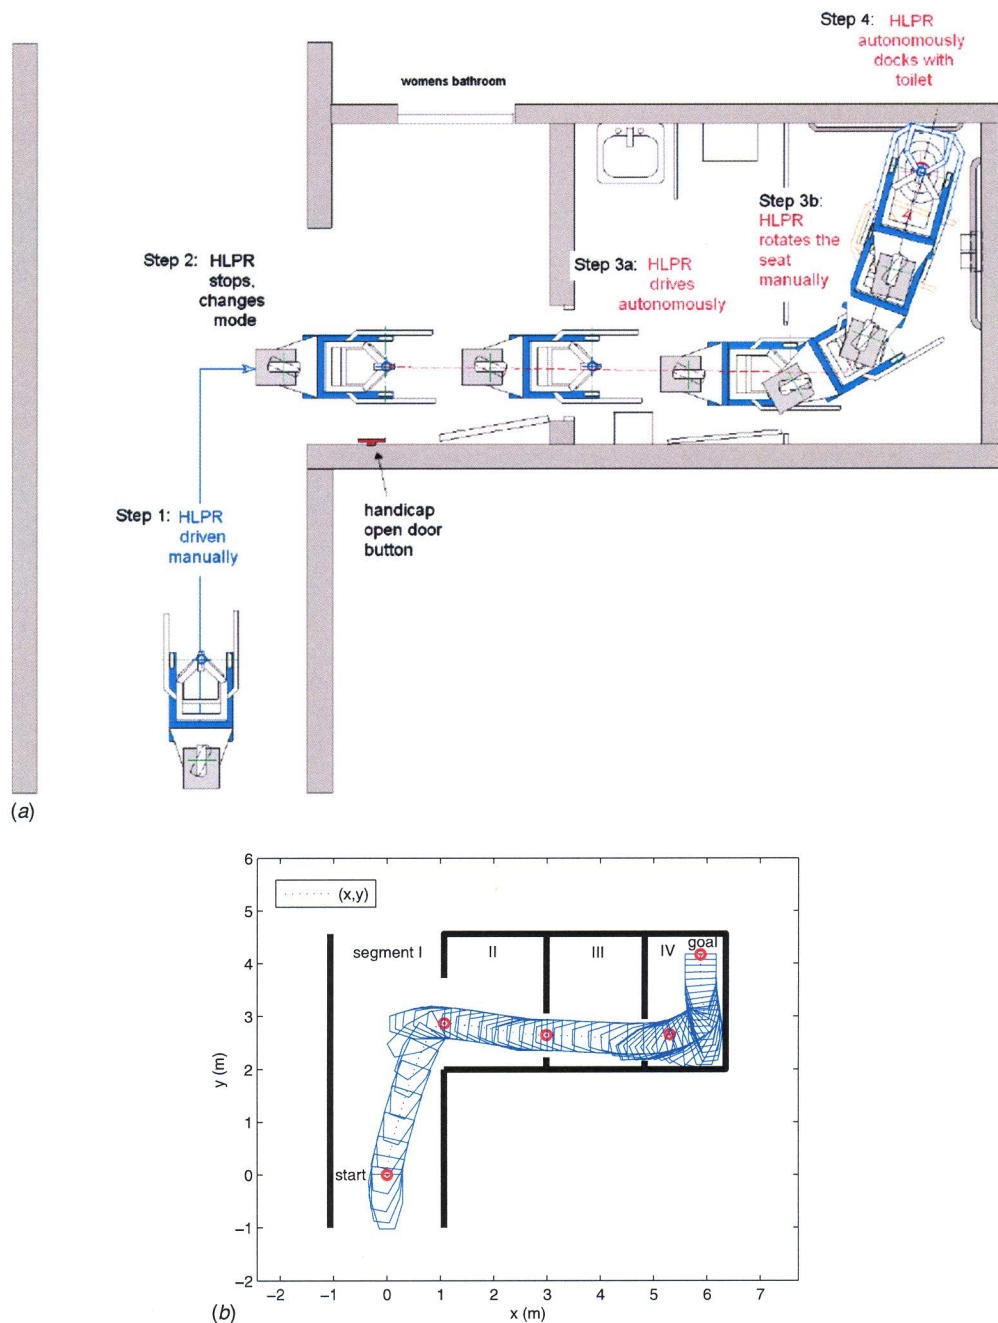 Step 4: HLPR
autonomously
docks with
toilet
womens bathroom
Step 3b:
HLPR
rotates the
seat
manually
Step 2: HLPR
stops,
changes
mode
Step 3a: HLPR
drives
autonomously
handicap
open door
button
Step 1: HLPR
driven
manually
(a)
6
5
4
3
2
1
0
−1
−2
y (m)
(x,y)
segment I
II
III
IV
goal
start
−2
−1
0
1
2
3
4
5
6
7
x (m)
(b)